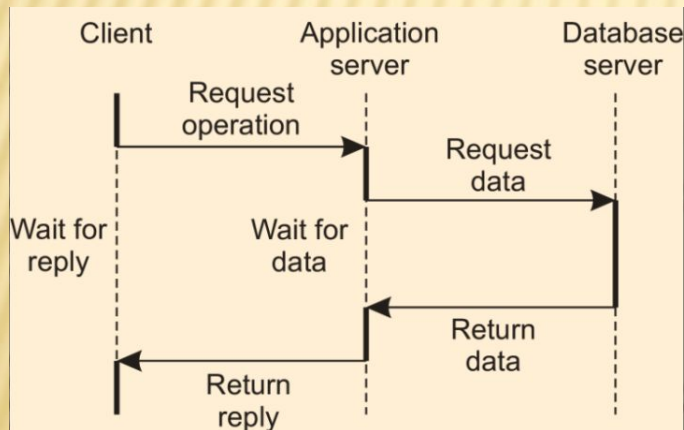 Client
Application
server
Database
server
Request
operation
Request
data
Wait for
reply
Wait for
data
Return
data
Return
reply